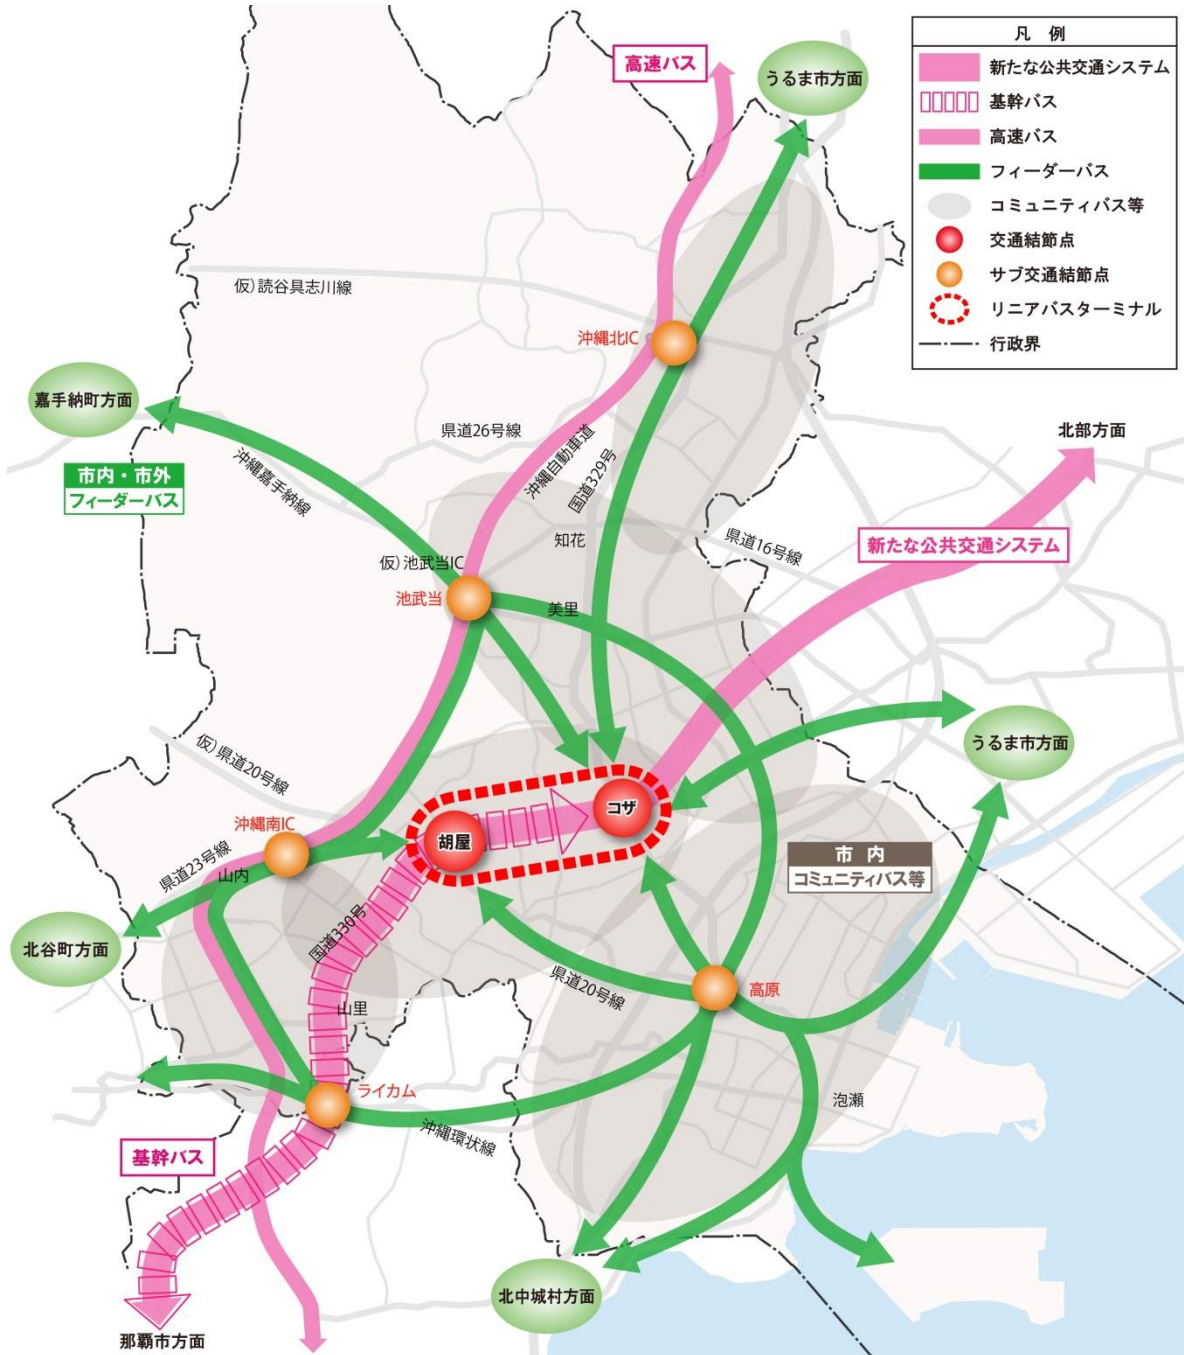 凡 例
新たな公共交通システム
基幹バス
高速バス
フィーダーバス
コミュニティバス等
交通結節点
サブ交通結節点
リニアバスターミナル
行政界
高速バス
うるま市方面
仮)読谷具志川線
沖縄北IC
嘉手納町方面
県道26号線
沖縄自動車道
国道329号
北部方面
市内・市外
フィーダーバス
沖縄嘉手納線
知花
県道16号線
新たな公共交通システム
仮)池武当IC
池武当
美里
仮)県道20号線
うるま市方面
コザ
沖縄南IC
胡屋
県道23号線
山内
市 内
コミュニティバス等
国道330号
北谷町方面
県道20号線
高原
山里
ライカム
泡瀬
沖縄環状線
基幹バス
北中城村方面
那覇市方面